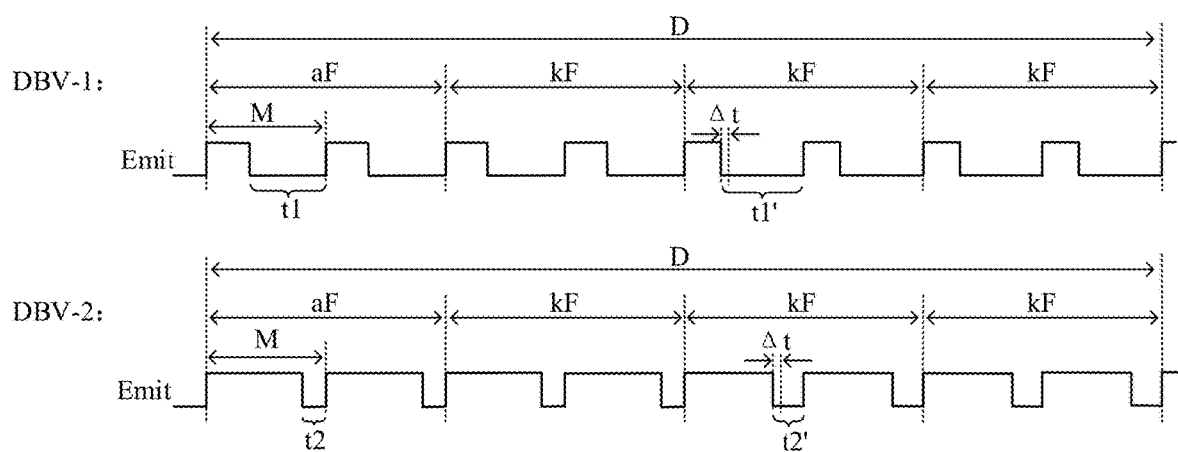 D
DBV-1:
aF kF kF kF
M Δ t
Emit
t1 t1'
D
DBV-2:
aF kF kF kF
M Δ t
Emit
t2 t2'